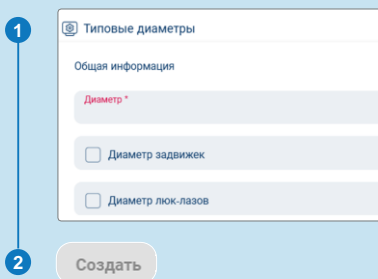 1
Типовые диаметры
Общая информация
Диаметр *
Диаметр задвижек
Диаметр люк-лазов
2
Создать